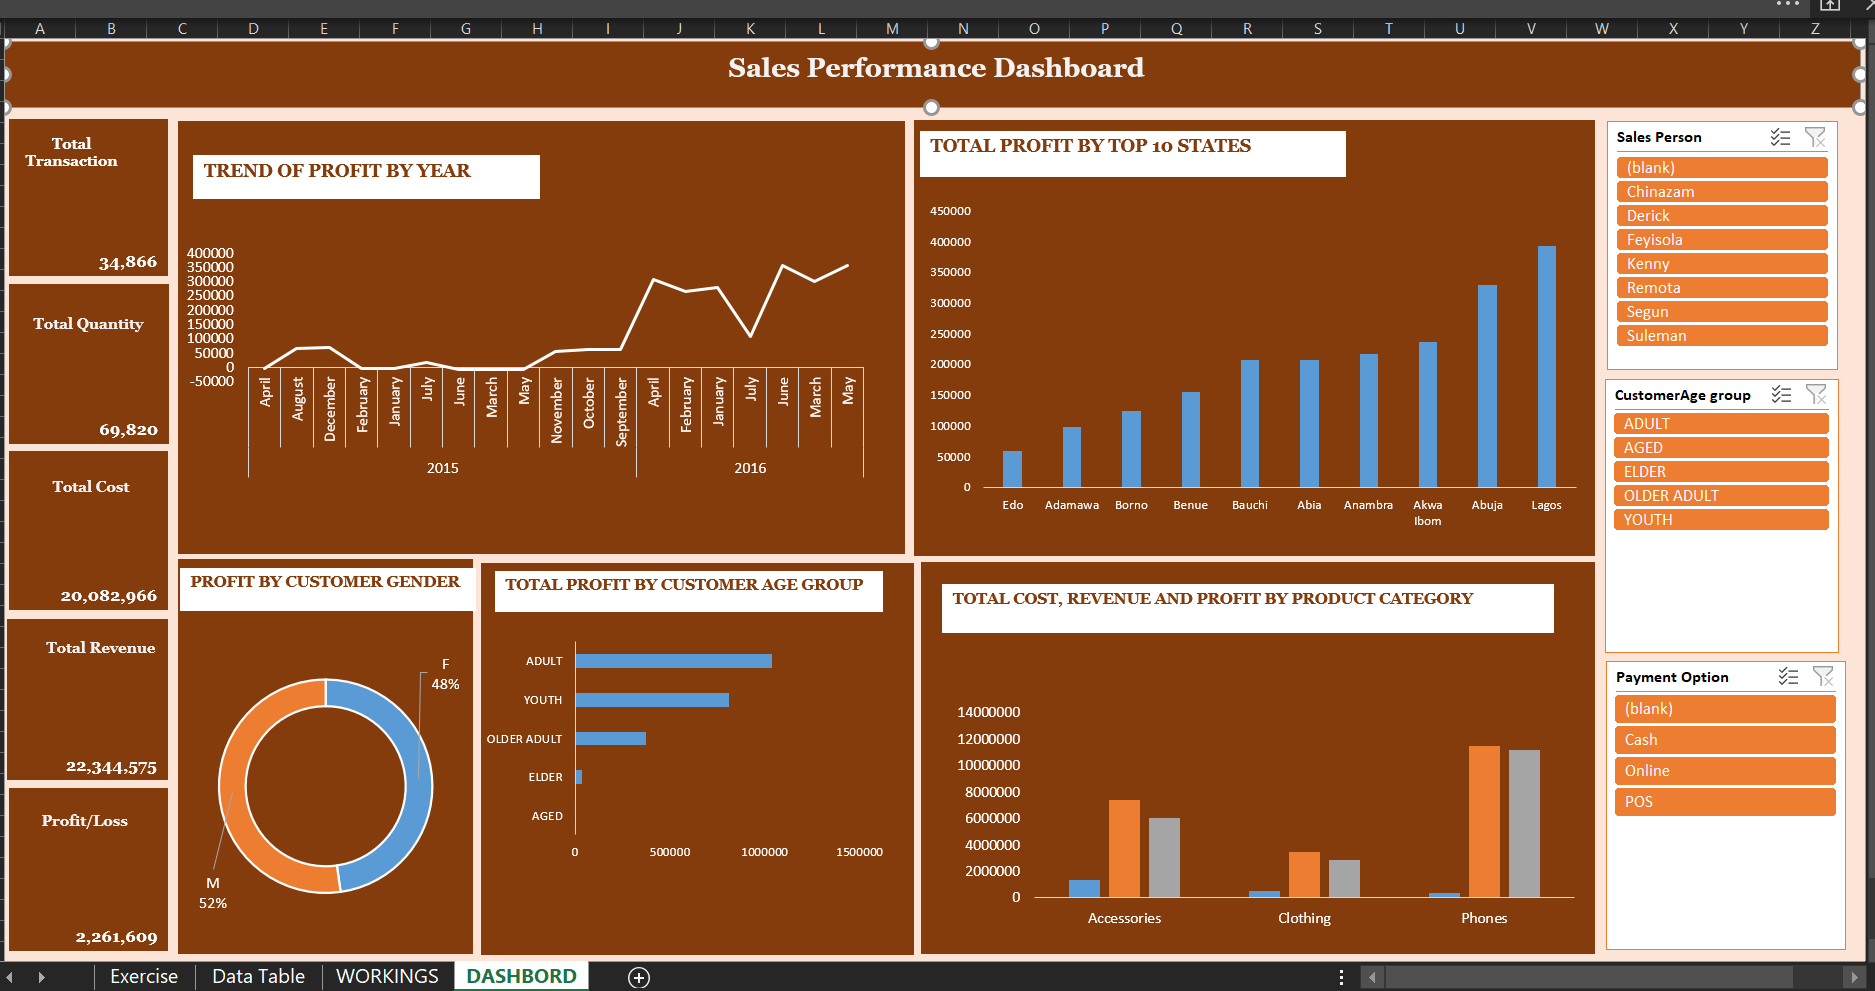 A B C D E F G H I J K L M N O P Q R S T U V W X Y Z
Sales Performance Dashboard
Total
Transaction
34,866
Total Quantity
69,820
Total Cost
20,082,966
Total Revenue
22,344,575
Profit/Loss
2,261,609
TREND OF PROFIT BY YEAR
400000
350000
300000
250000
200000
150000
100000
50000
0
-50000
April August December February January July June March May November October September April February January July June March May
2015 2016
TOTAL PROFIT BY TOP 10 STATES
450000
400000
350000
300000
250000
200000
150000
100000
50000
0
Edo Adamawa Borno Benue Bauchi Abia Anambra Akwa Abuja Lagos
Ibom
PROFIT BY CUSTOMER GENDER
F
48%
M
52%
TOTAL PROFIT BY CUSTOMER AGE GROUP
ADULT
YOUTH
OLDER ADULT
ELDER
AGED
0 500000 1000000 1500000
TOTAL COST, REVENUE AND PROFIT BY PRODUCT CATEGORY
14000000
12000000
10000000
8000000
6000000
4000000
2000000
0
Accessories Clothing Phones
Sales Person
(blank)
Chinazam
Derick
Feyisola
Kenny
Remota
Segun
Suleman
CustomerAge group
ADULT
AGED
ELDER
OLDER ADULT
YOUTH
Payment Option
(blank)
Cash
Online
POS
Exercise Data Table WORKINGS DASHBORD